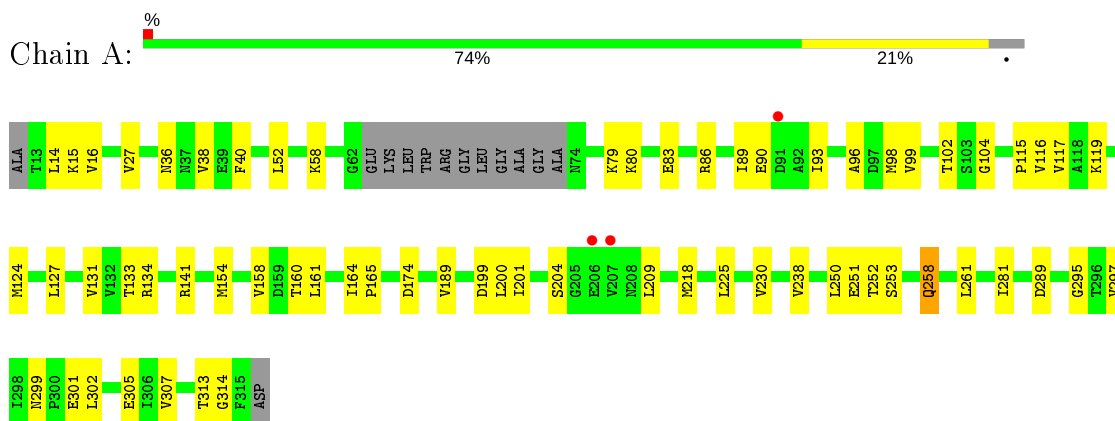 %
Chain A:
74% 21% •
ALA T13 L14 K15 V16 V27 N36 N37 V38 E39 F40 L52 K58 G62 GLU LYS LEU TRP ARG GLY LEU GLY ALA GLY ALA N74 K79 K80 E83 R86 I89 E90 D91 A92 I93 A96 D97 M98 V99 T102 S103 G104 P115 V116 V117 A118 K119
M124 L127 V131 V132 T133 R134 R141 M154 V158 D159 T160 L161 I164 P165 D174 V189 D199 L200 I201 S204 G205 E206 V207 N208 L209 M218 L225 V230 V238 L250 E251 T252 S253 Q258 L261 I281 D289 G295 T296
I298 N299 P300 E301 L302 E305 I306 V307 T313 G314 F315 ASP